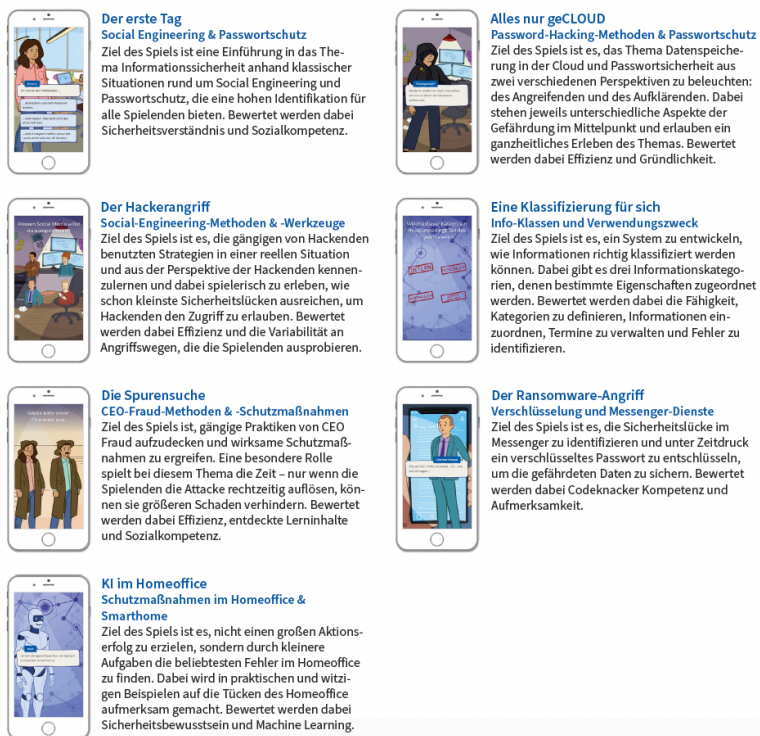 Der erste Tag
Social Engineering & Passwortschutz
Ziel des Spiels ist eine Einführung in das The-
ma Informationssicherheit anhand klassischer
Situationen rund um Social Engineering und
Passwortschutz, die eine hohen Identifikation für
alle Spielenden bieten. Bewertet werden dabei
Sicherheitsverständnis und Sozialkompetenz.
Alles nur geCLOUD
Password-Hacking-Methoden & Passwortschutz
Ziel des Spiels ist es, das Thema Datenspeiche-
rung in der Cloud und Passwortsicherheit aus
zwei verschiedenen Perspektiven zu beleuchten:
des Angreifenden und des Aufklärenden. Dabei
stehen jeweils unterschiedliche Aspekte der
Gefährdung im Mittelpunkt und erlauben ein
ganzheitliches Erleben des Themas. Bewertet
werden dabei Effizienz und Gründlichkeit.
Der Hackerangriff
Social-Engineering-Methoden & -Werkzeuge
Ziel des Spiels ist es, die gängigen von Hackenden
benutzten Strategien in einer reellen Situation
und aus der Perspektive der Hackenden kennen-
zulernen und dabei spielerisch zu erleben, wie
schon kleinste Sicherheitslücken ausreichen, um
Hackenden den Zugriff zu erlauben. Bewertet
werden dabei Effizienz und die Variabilität an
Angriffswegen, die die Spielenden ausprobieren.
Eine Klassifizierung für sich
Info-Klassen und Verwendungszweck
Ziel des Spiels ist es, ein System zu entwickeln,
wie Informationen richtig klassifiziert werden
können. Dabei gibt es drei Informationskatego-
rien, denen bestimmte Eigenschaften zugeordnet
werden. Bewertet werden dabei die Fähigkeit,
Kategorien zu definieren, Informationen ein-
zuordnen, Termine zu verwalten und Fehler zu
identifizieren.
Die Spurensuche
CEO-Fraud-Methoden & -Schutzmaßnahmen
Ziel des Spiels ist, gängige Praktiken von CEO
Fraud aufzudecken und wirksame Schutzmaß-
nahmen zu ergreifen. Eine besondere Rolle
spielt bei diesem Thema die Zeit – nur wenn die
Spielenden die Attacke rechtzeitig auflösen, kön-
nen sie größeren Schaden verhindern. Bewertet
werden dabei Effizienz, entdeckte Lerninhalte
und Sozialkompetenz.
Der Ransomware-Angriff
Verschlüsselung und Messenger-Dienste
Ziel des Spiels ist es, die Sicherheitslücke im
Messenger zu identifizieren und unter Zeitdruck
ein verschlüsseltes Passwort zu entschlüsseln,
um die gefährdeten Daten zu sichern. Bewertet
werden dabei Codeknacker Kompetenz und
Aufmerksamkeit.
KI im Homeoffice
Schutzmaßnahmen im Homeoffice &
Smarthome
Ziel des Spiels ist es, nicht einen großen Aktions-
erfolg zu erzielen, sondern durch kleinere
Aufgaben die beliebtesten Fehler im Homeoffice
zu finden. Dabei wird in praktischen und witzi-
gen Beispielen auf die Tücken des Homeoffice
aufmerksam gemacht. Bewertet werden dabei
Sicherheitsbewusstsein und Machine Learning.